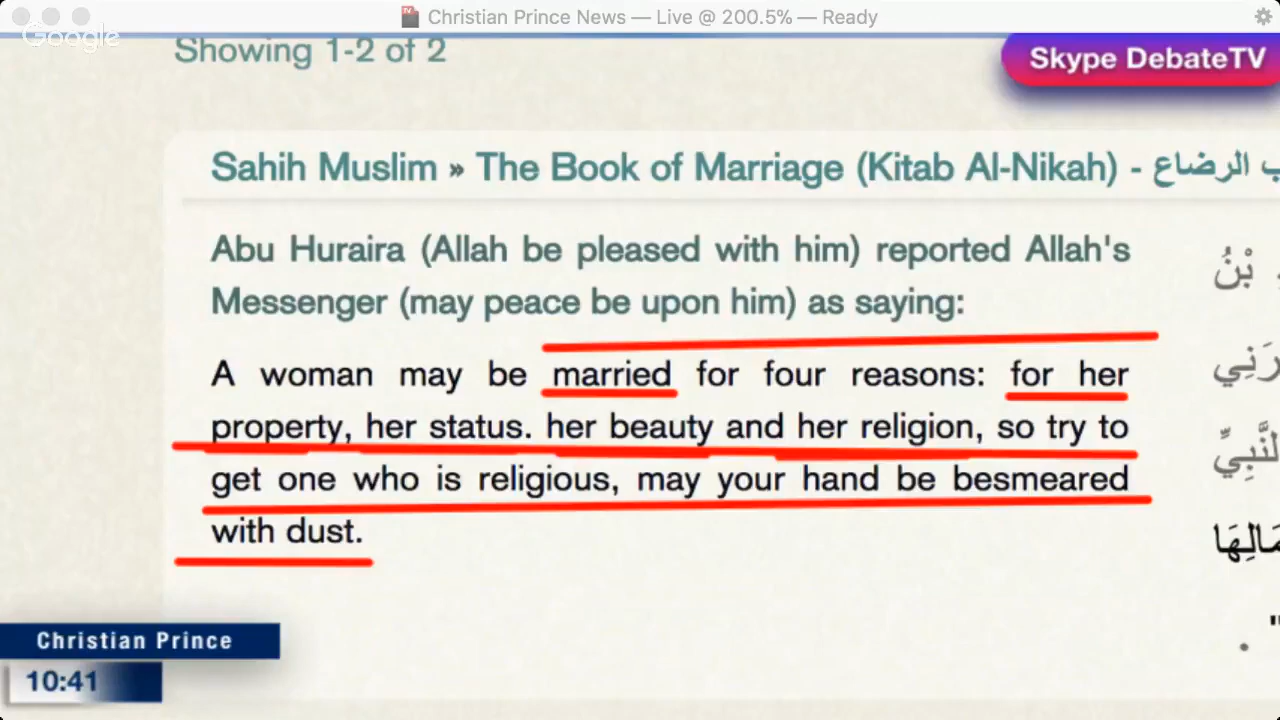 Christian Prince News — Live @ 200.5% — Ready
Google
Showing 1-2 of 2
Skype DebateTV
Sahih Muslim » The Book of Marriage (Kitab Al-Nikah) - الرضاع
Abu Huraira (Allah be pleased with him) reported Allah's
Messenger (may peace be upon him) as saying:
بْنُ
A woman may be married for four reasons: for her
property, her status. her beauty and her religion, so try to
get one who is religious, may your hand be besmeared
with dust.
Christian Prince
10:41